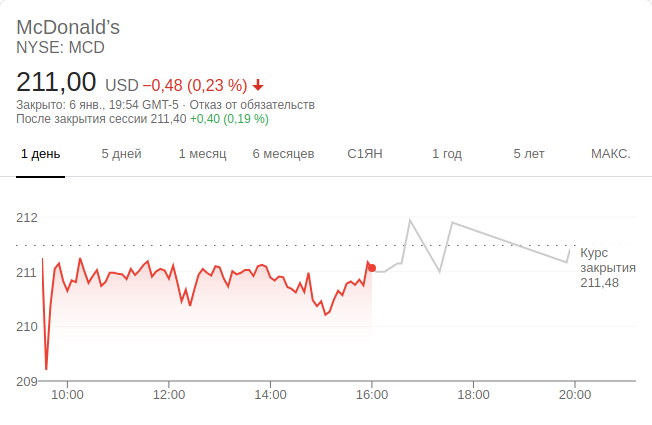 McDonald’s
NYSE: MCD
211,00 USD −0,48 (0,23 %)
Закрыто: 6 янв., 19:54 GMT-5 · Отказ от обязательств
После закрытия сессии 211,40 +0,40 (0,19 %)
1 день 5 дней 1 месяц 6 месяцев С1ЯН 1 год 5 лет МАКС.
212
211
210
209
Курс
закрытия
211,48
10:00 12:00 14:00 16:00 18:00 20:00